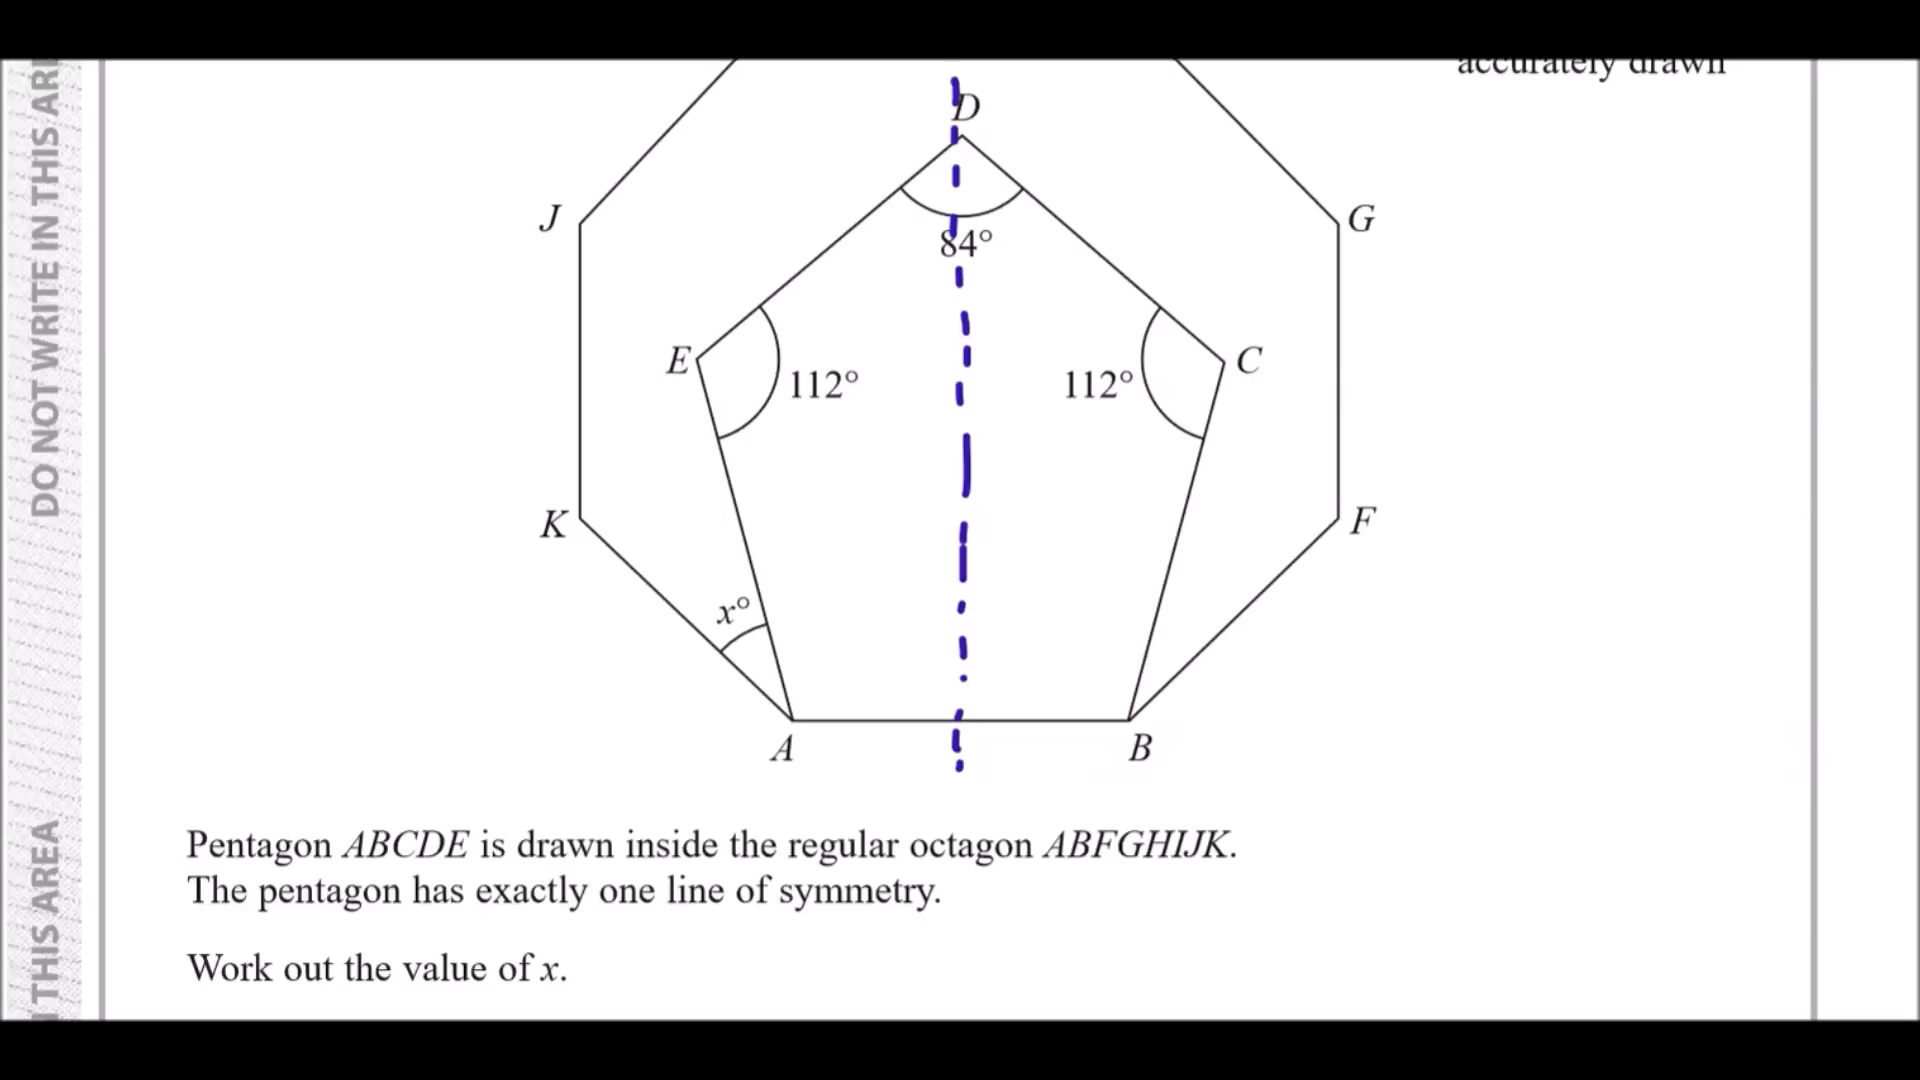 accurately drawn
D
J
G
84°
E
C
112°
112°
K
F
x°
A
B
Pentagon ABCDE is drawn inside the regular octagon ABFGHIJK.
The pentagon has exactly one line of symmetry.
Work out the value of x.
DO NOT WRITE IN THIS AR
THIS AREA